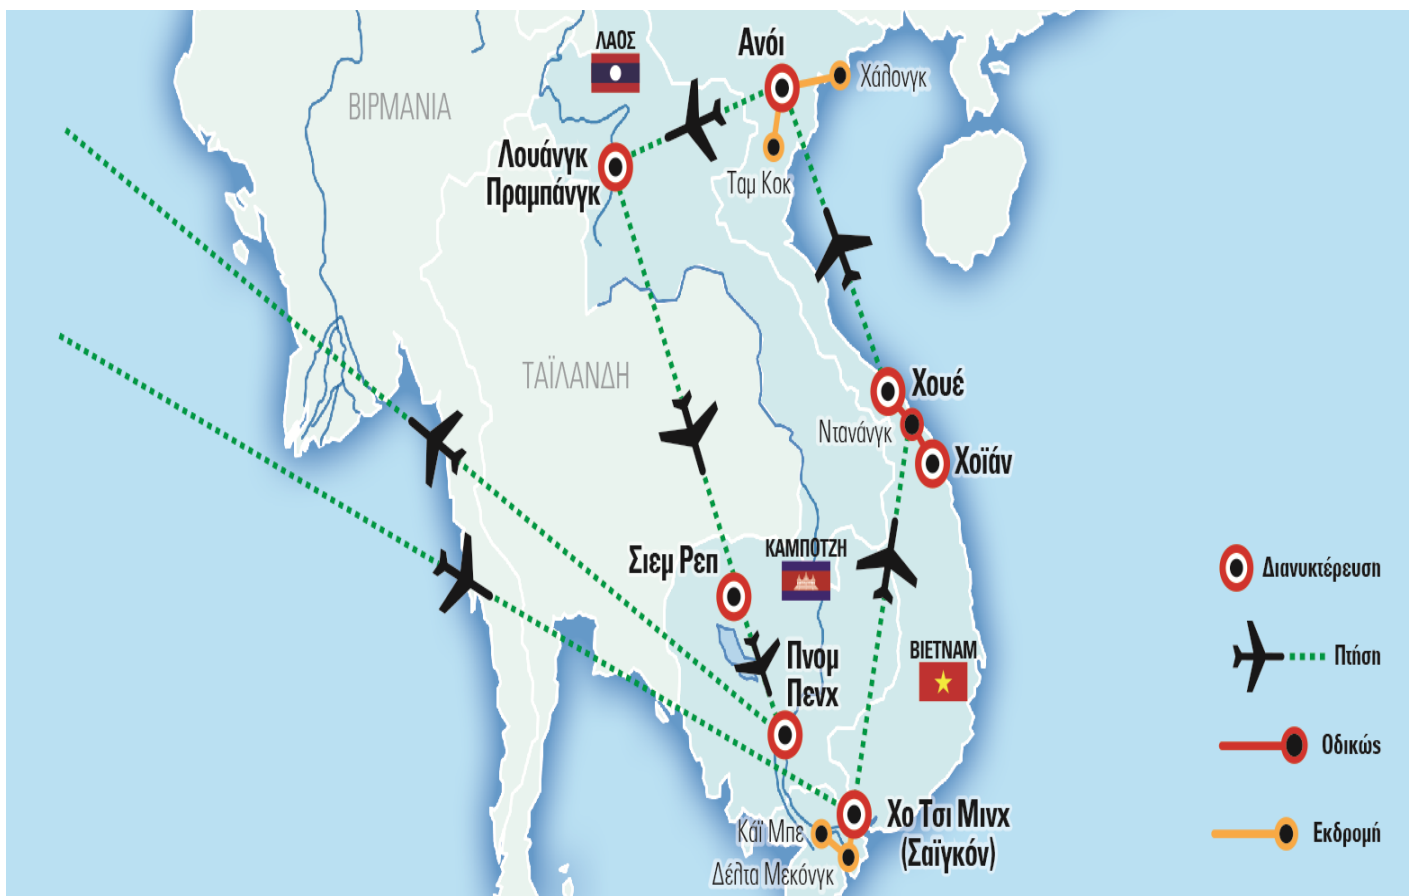 ΛΑΟΣ
Ανόι
Χάλονγκ
ΒΙΡΜΑΝΙΑ
Λουάνγκ
Πραμπάνγκ
Ταμ Κοκ
ΤΑΪΛΑΝΔΗ
Χουέ
Ντανάνγκ
Χοϊάν
Σιεμ Ρεπ
ΚΑΜΠΟΤΖΗ
Διανυκτέρευση
Πνομ
Πενχ
ΒΙΕΤΝΑΜ
Πτήση
Οδικώς
Χο Τσι Μινχ
(Σαϊγκόν)
Κάϊ Μπε
Δέλτα Μεκόνγκ
Εκδρομή